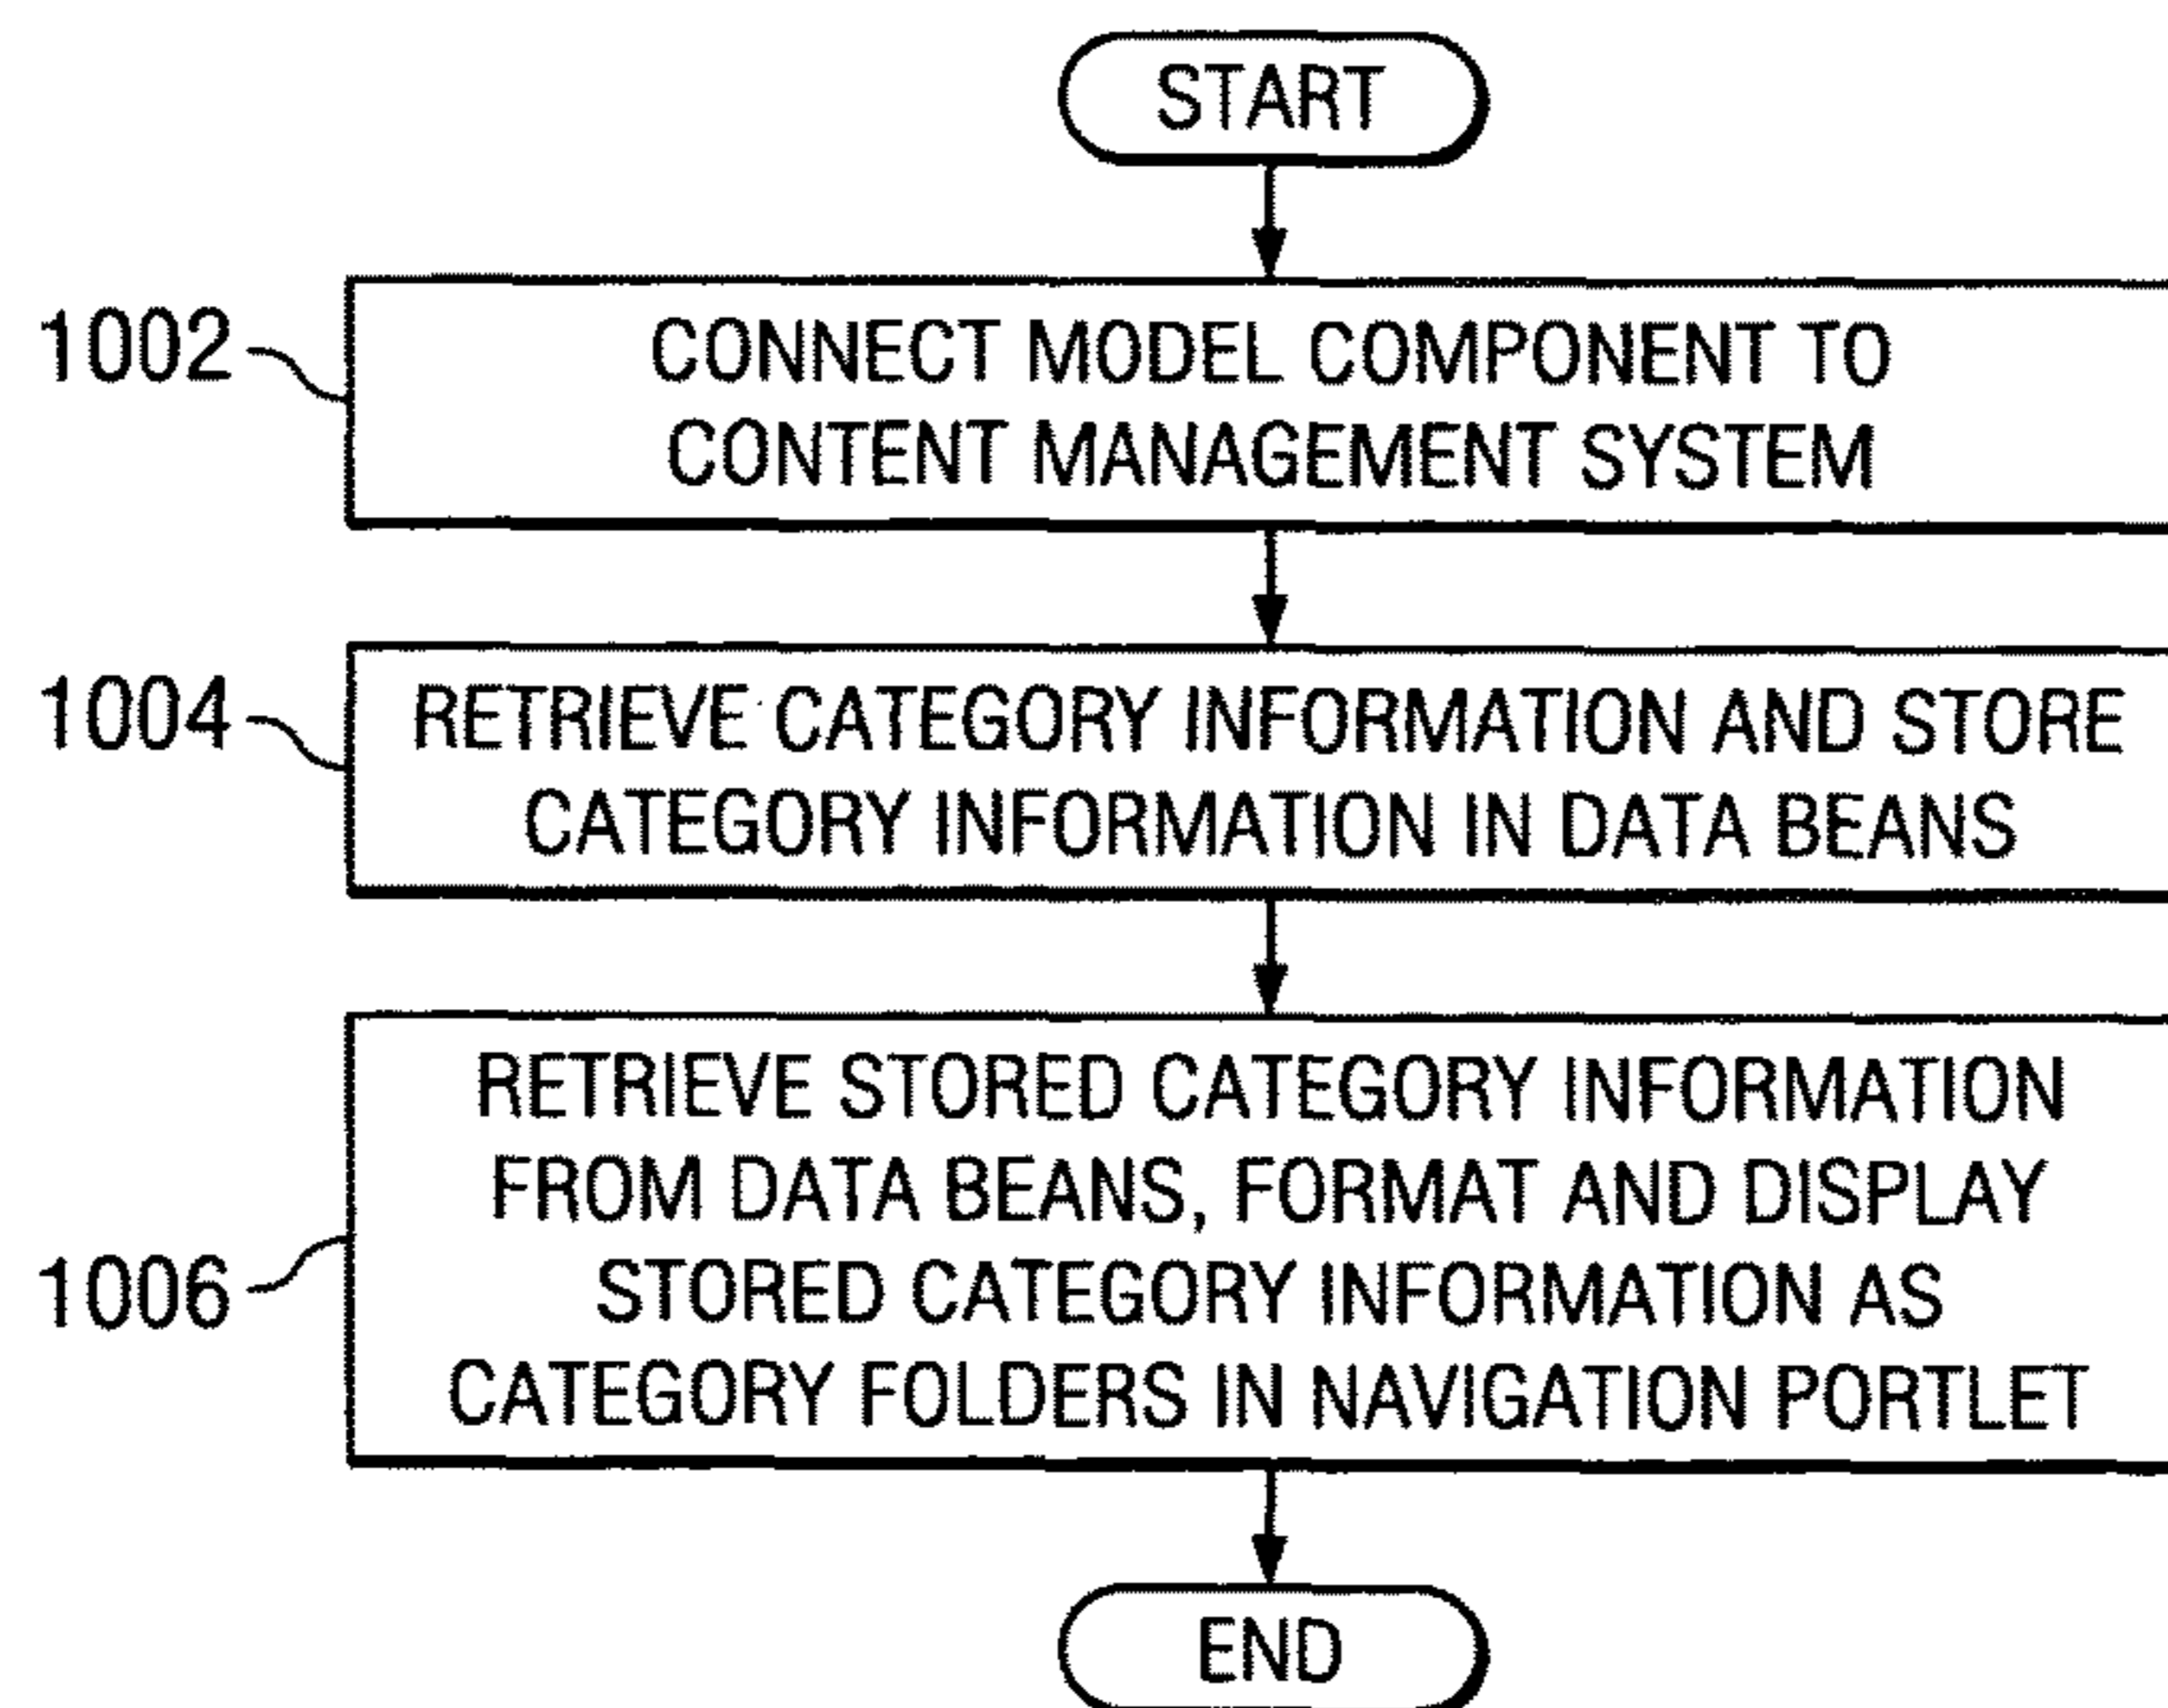 START
1002
CONNECT MODEL COMPONENT TO
CONTENT MANAGEMENT SYSTEM
1004
RETRIEVE CATEGORY INFORMATION AND STORE
CATEGORY INFORMATION IN DATA BEANS
1006
RETRIEVE STORED CATEGORY INFORMATION
FROM DATA BEANS, FORMAT AND DISPLAY
STORED CATEGORY INFORMATION AS
CATEGORY FOLDERS IN NAVIGATION PORTLET
END